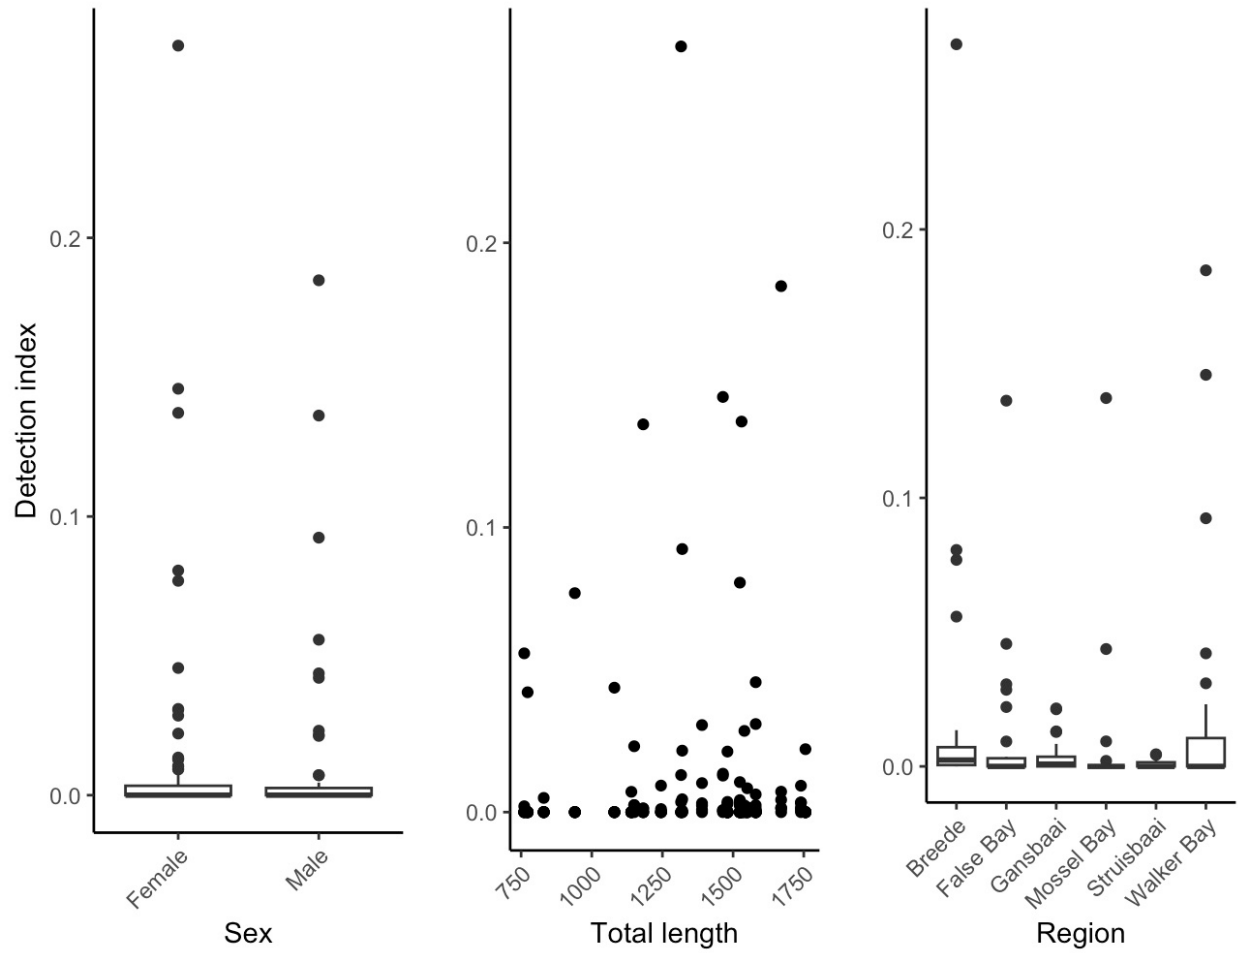 Detection index
0.2
0.1
0.0
Female
Male
Sex
0.2
0.1
0.0
750
1000
1250
1500
1750
Total length
0.2
0.1
0.0
Breede
False Bay
Gansbaai
Mossel Bay
Struisbaai
Walker Bay
Region